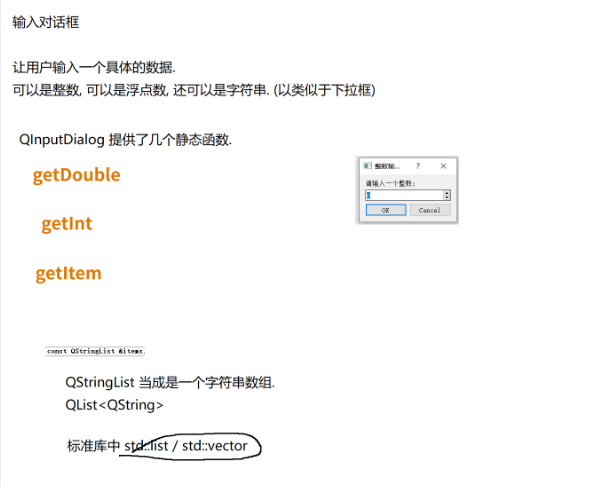 输入对话框
让用户输入一个具体的数据.
可以是整数, 可以是浮点数, 还可以是字符串. (以类似于下拉框)
QInputDialog 提供了几个静态函数.
getDouble
整数输... ? ×
请输入一个整数:
OK Cancel
getInt
getItem
const QStringList &items,
QStringList 当成是一个字符串数组.
QList<QString>
标准库中 std::list / std::vector